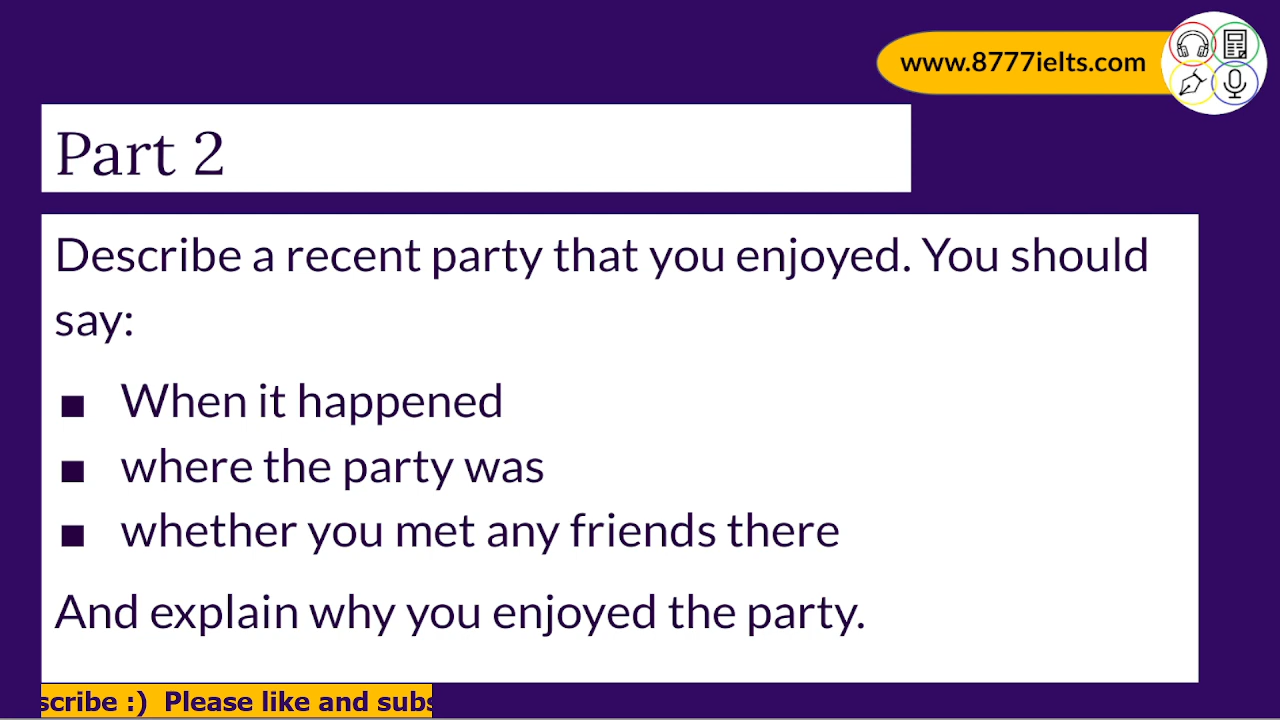 www.8777ielts.com
Part 2
Describe a recent party that you enjoyed. You should
say:
■ When it happened
■ where the party was
■ whether you met any friends there
And explain why you enjoyed the party.
scribe :) Please like and subs